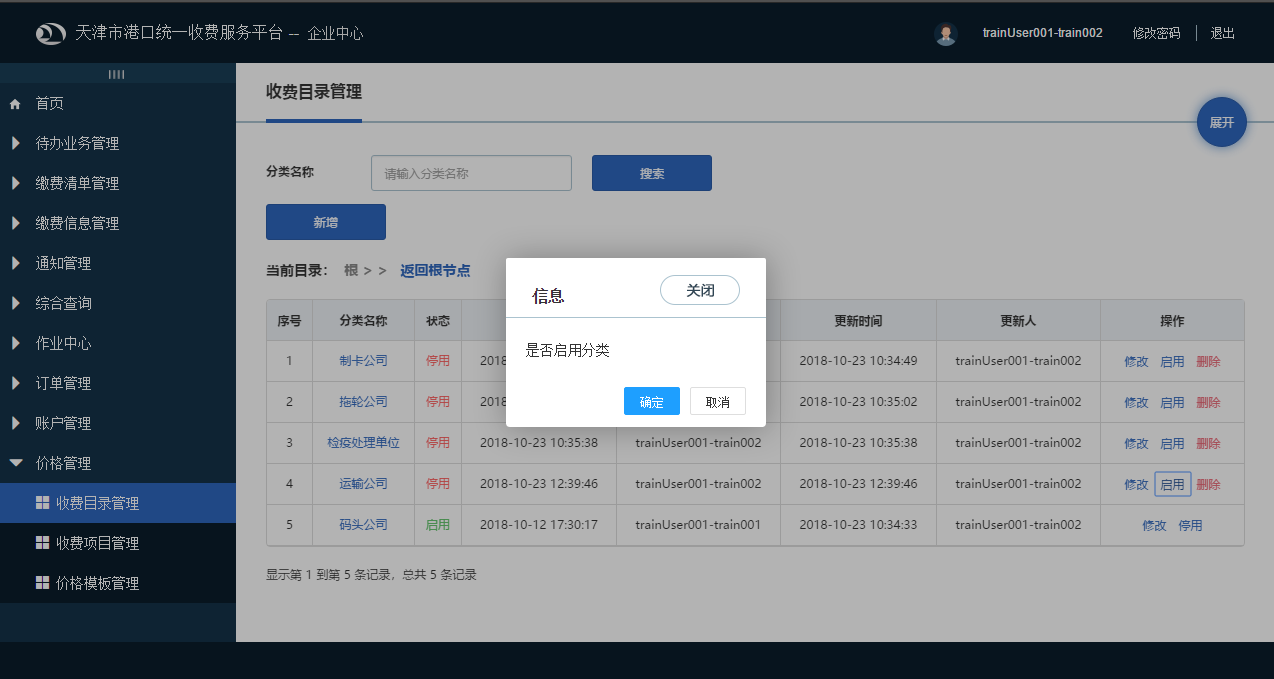 天津市港口统一收费服务平台 -- 企业中心
trainUser001-train002
修改密码
退出
首页
待办业务管理
缴费清单管理
缴费信息管理
通知管理
综合查询
作业中心
订单管理
账户管理
价格管理
收费目录管理
收费项目管理
价格模板管理
收费目录管理
展开
分类名称 请输入分类名称 搜索
新增
当前目录： 根 > > 返回根节点
序号 分类名称 状态 更新时间 更新人 操作
1 制卡公司 停用 2018 2018-10-23 10:34:49 trainUser001-train002 修改 启用 删除
2 拖轮公司 停用 2018 2018-10-23 10:35:02 trainUser001-train002 修改 启用 删除
3 检疫处理单位 停用 2018-10-23 10:35:38 trainUser001-train002 2018-10-23 10:35:38 trainUser001-train002 修改 启用 删除
4 运输公司 停用 2018-10-23 12:39:46 trainUser001-train002 2018-10-23 12:39:46 trainUser001-train002 修改 启用 删除
5 码头公司 启用 2018-10-12 17:30:17 trainUser001-train001 2018-10-23 10:34:33 trainUser001-train002 修改 停用
显示第 1 到第 5 条记录，总共 5 条记录
信息 关闭
是否启用分类
确定 取消